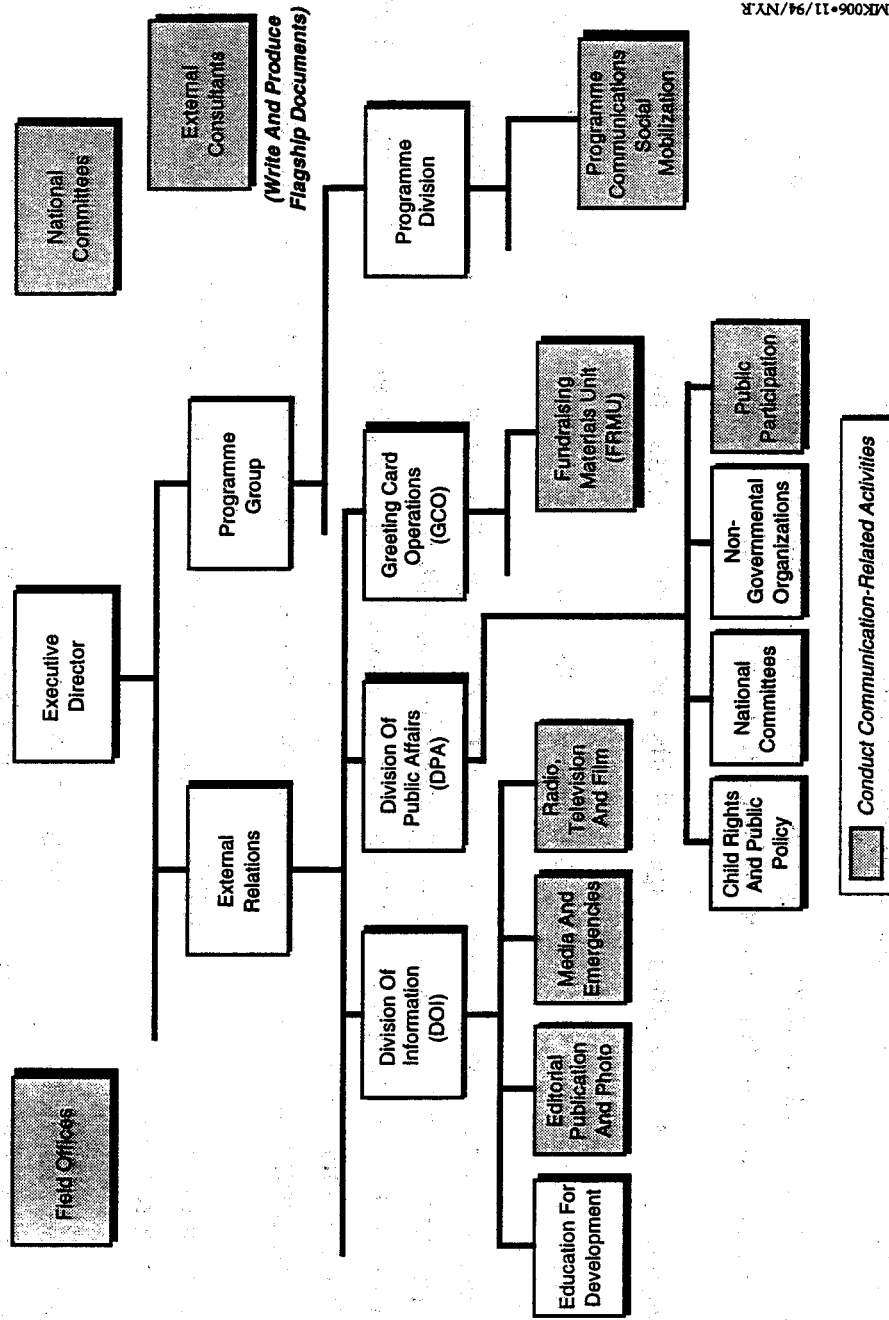 Field Offices
Executive
Director
National
Committees
External
Consultants
(Write And Produce
Flagship Documents)
External
Relations
Programme
Group
Division Of
Information
(DOI)
Division Of
Public Affairs
(DPA)
Greeting Card
Operations
(GCO)
Programme
Division
Education For
Development
Editorial
Publication
And Photo
Media And
Emergencies
Radio,
Television
And Film
Fundraising
Materials Unit
(FRMU)
Programme
Communications
Social
Mobilization
Child Rights
And Public
Policy
National
Committees
Non-
Governmental
Organizations
Public
Participation
Conduct Communication-Related Activities
MK006•11/94/NY.R